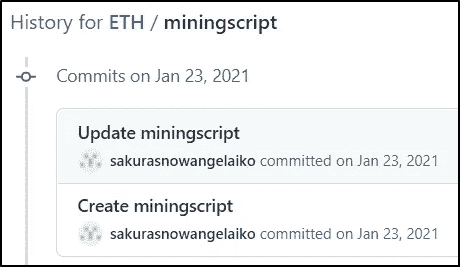 History for ETH / miningscript
Commits on Jan 23, 2021
Update miningscript
sakurasnowangelaiko committed on Jan 23, 2021
Create miningscript
sakurasnowangelaiko committed on Jan 23, 2021